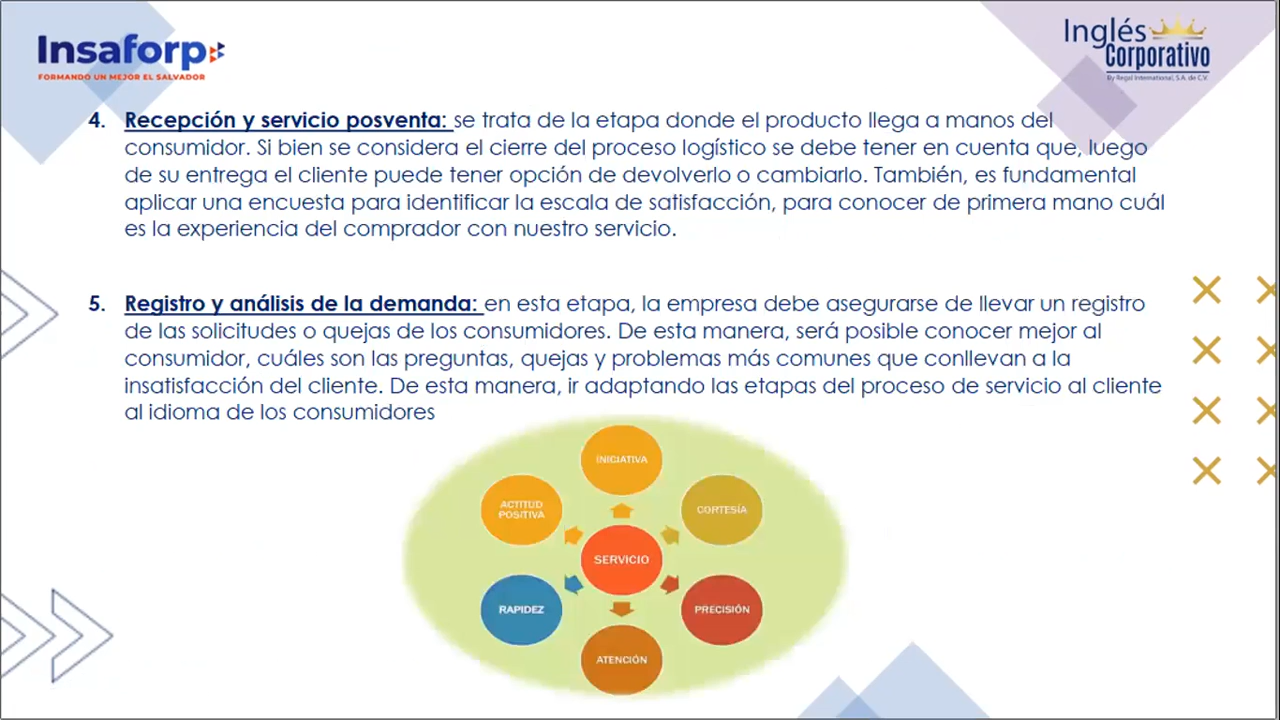 Insaforp
FORMANDO UN MEJOR EL SALVADOR
Inglés
Corporativo
By Regal International, S.A. de C.V.
4. Recepción y servicio posventa: se trata de la etapa donde el producto llega a manos del
consumidor. Si bien se considera el cierre del proceso logístico se debe tener en cuenta que, luego
de su entrega el cliente puede tener opción de devolverlo o cambiarlo. También, es fundamental
aplicar una encuesta para identificar la escala de satisfacción, para conocer de primera mano cuál
es la experiencia del comprador con nuestro servicio.
5. Registro y análisis de la demanda: en esta etapa, la empresa debe asegurarse de llevar un registro
de las solicitudes o quejas de los consumidores. De esta manera, será posible conocer mejor al
consumidor, cuáles son las preguntas, quejas y problemas más comunes que conllevan a la
insatisfacción del cliente. De esta manera, ir adaptando las etapas del proceso de servicio al cliente
al idioma de los consumidores
INICIATIVA
ACTITUD
POSITIVA
CORTESÍA
SERVICIO
RAPIDEZ
PRECISIÓN
ATENCIÓN